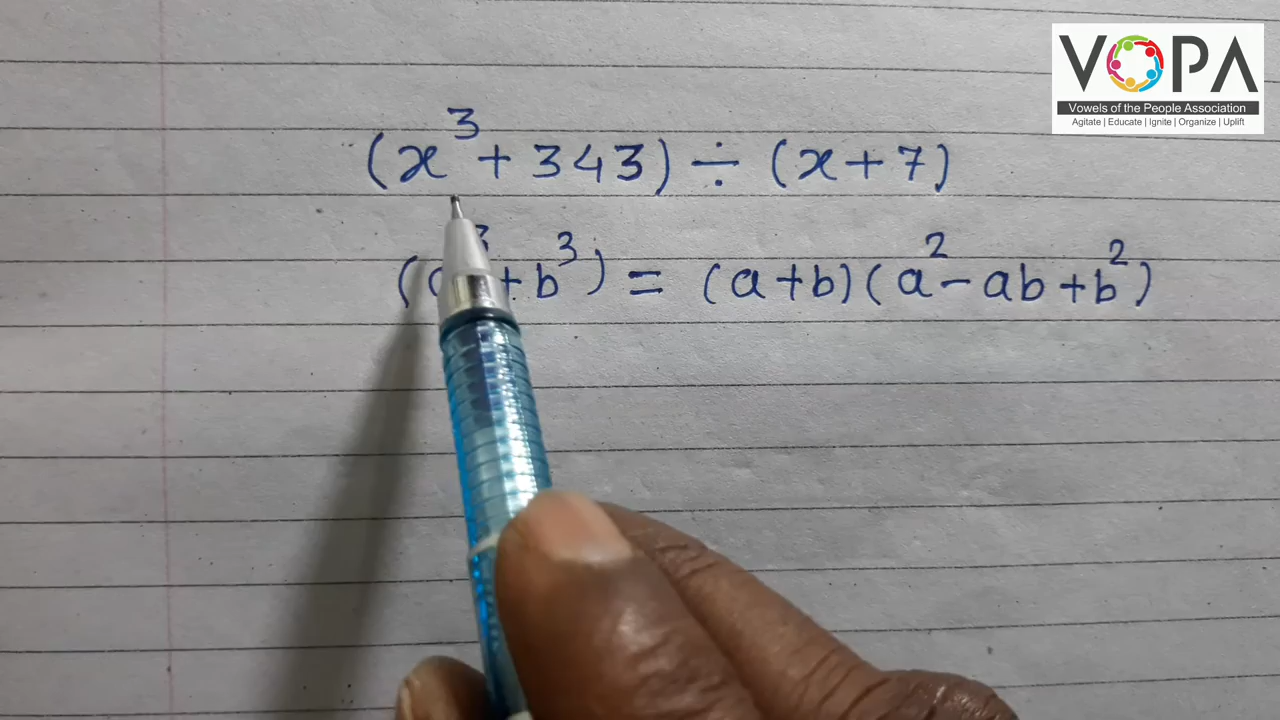 VOPA
Vowels of the People Association
Agitate | Educate | Ignite | Organize | Uplift
(x³ + 343) ÷ (x + 7)
(a³ + b³) = (a + b)(a² - ab + b²)